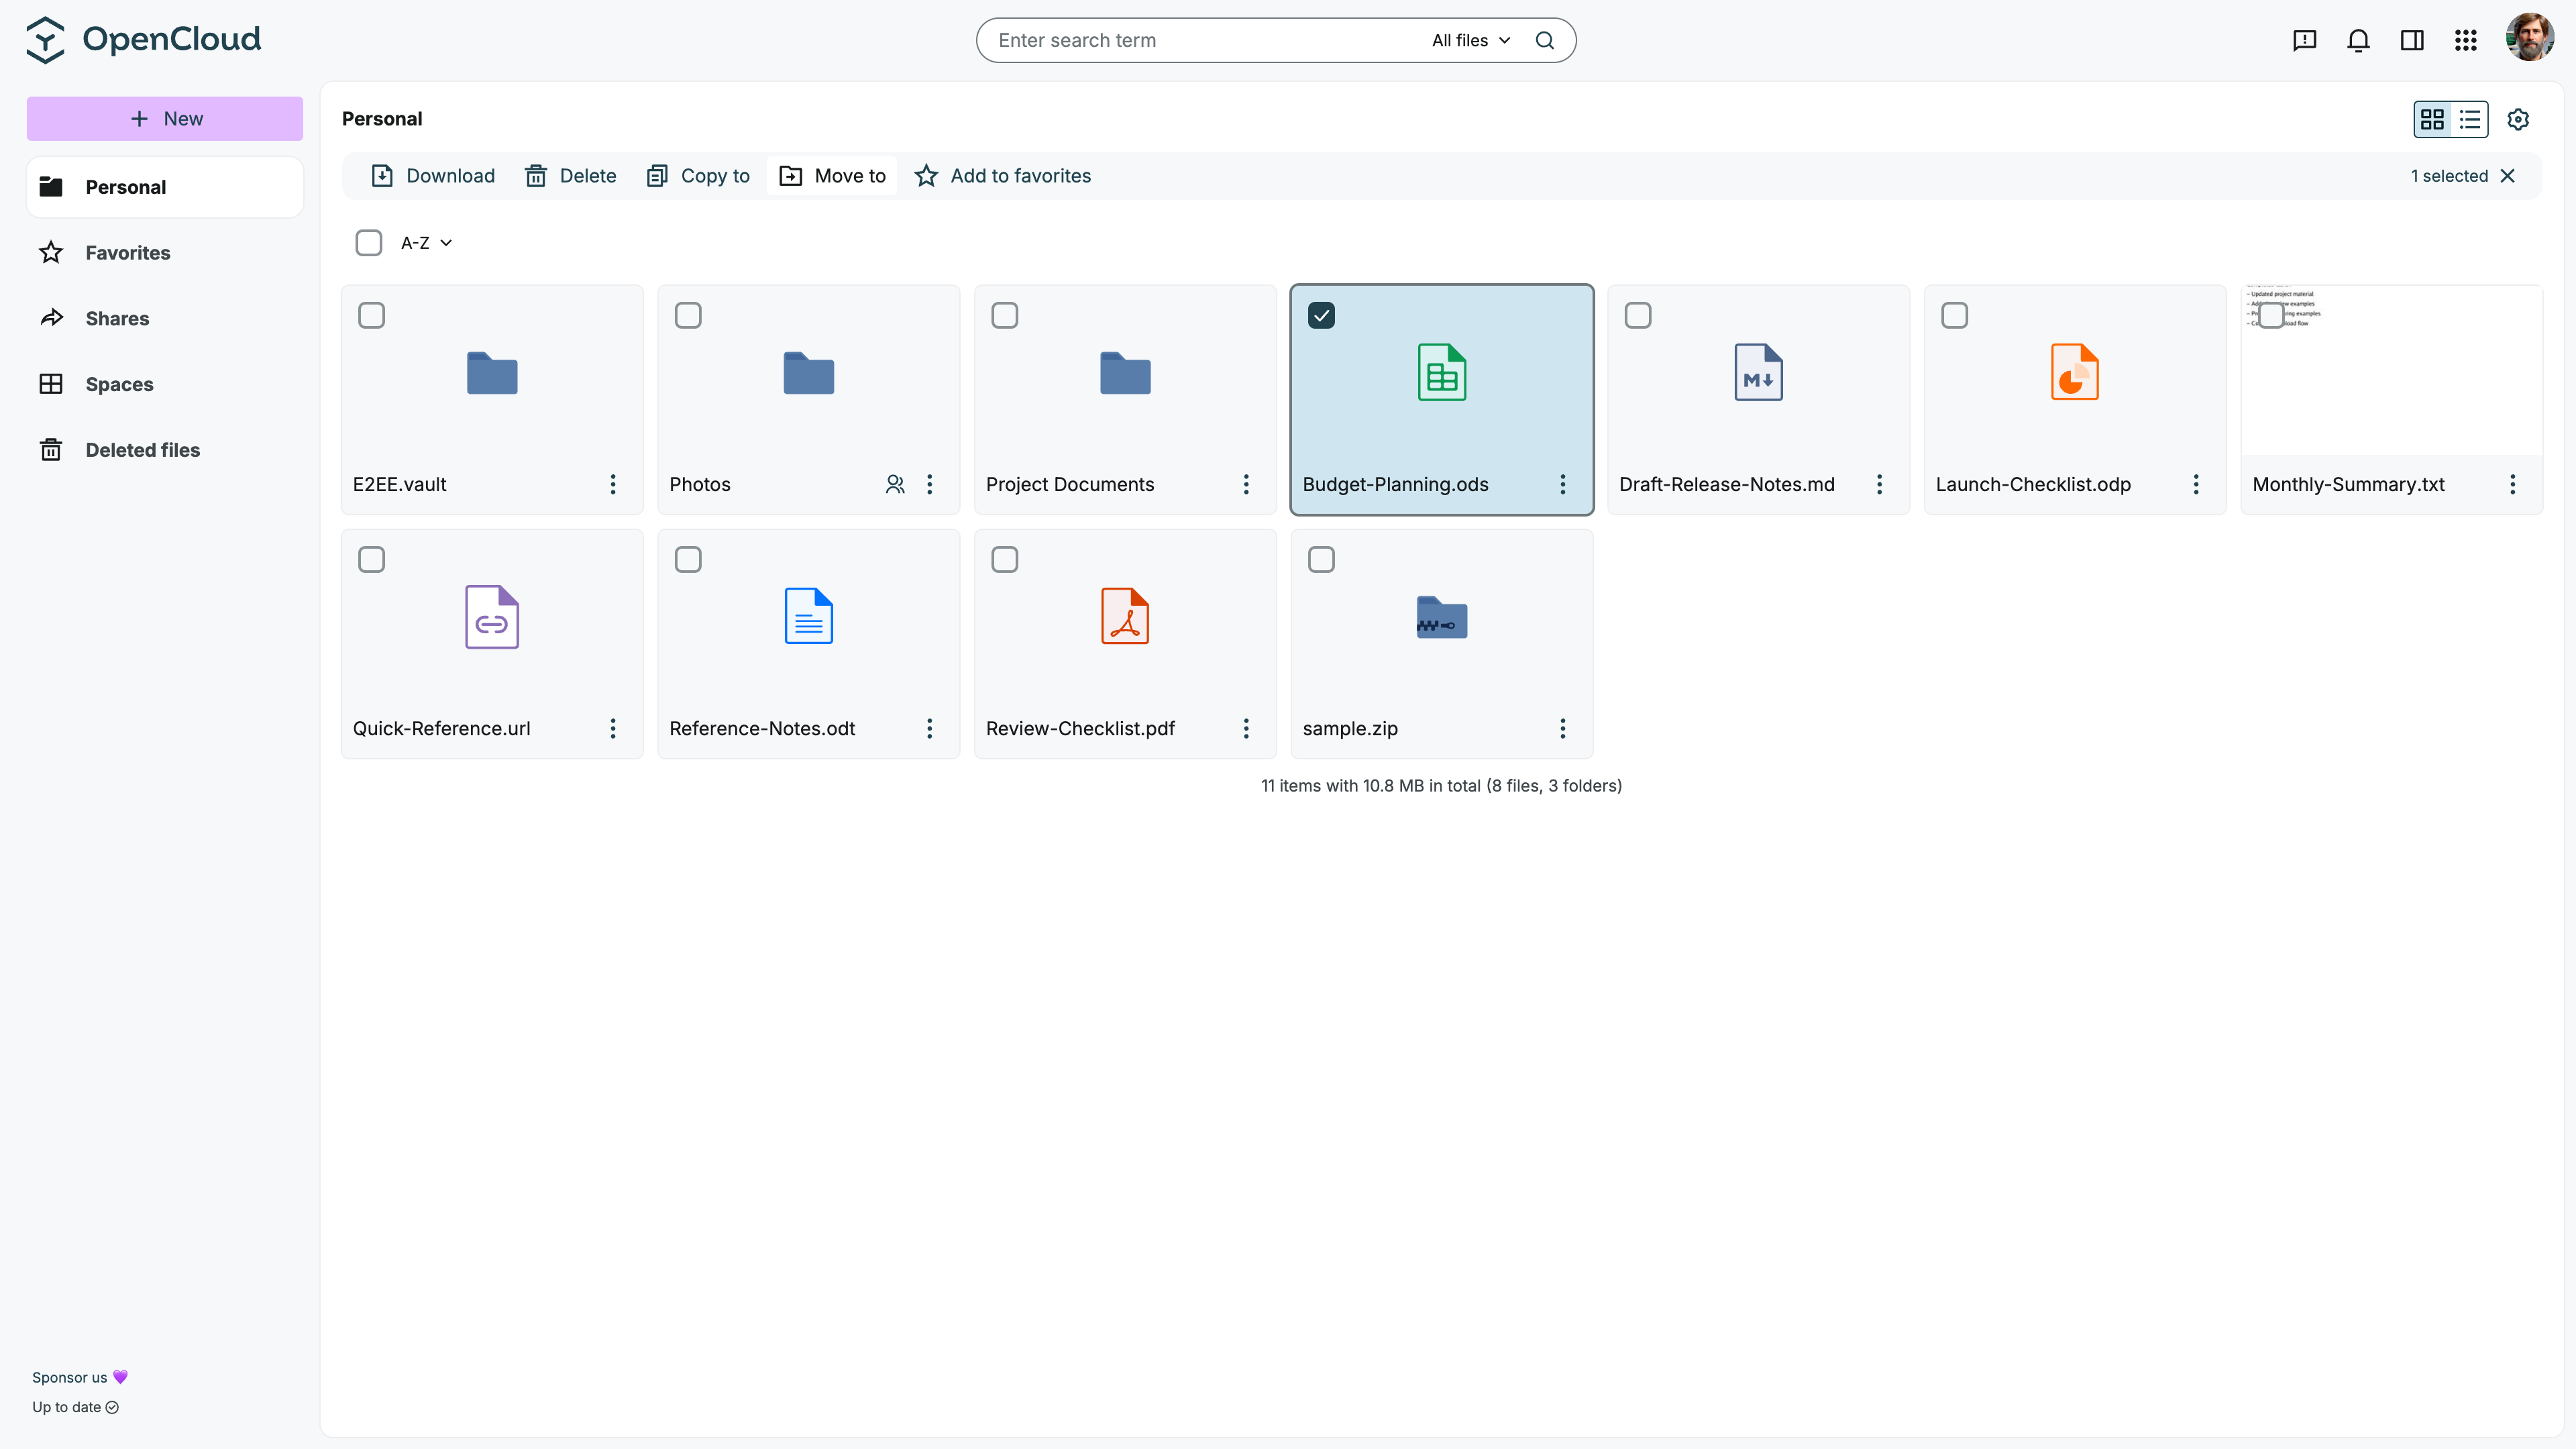 OpenCloud
Enter search term
All files
New
Personal
Favorites
Shares
Spaces
Deleted files
Sponsor us 💜
Up to date
Personal
Download
Delete
Copy to
Move to
Add to favorites
1 selected
A-Z
E2EE.vault
Photos
Project Documents
Budget-Planning.ods
M
Draft-Release-Notes.md
Launch-Checklist.odp
- Updated project material
Monthly-Summary.txt
Quick-Reference.url
Reference-Notes.odt
Review-Checklist.pdf
sample.zip
11 items with 10.8 MB in total (8 files, 3 folders)